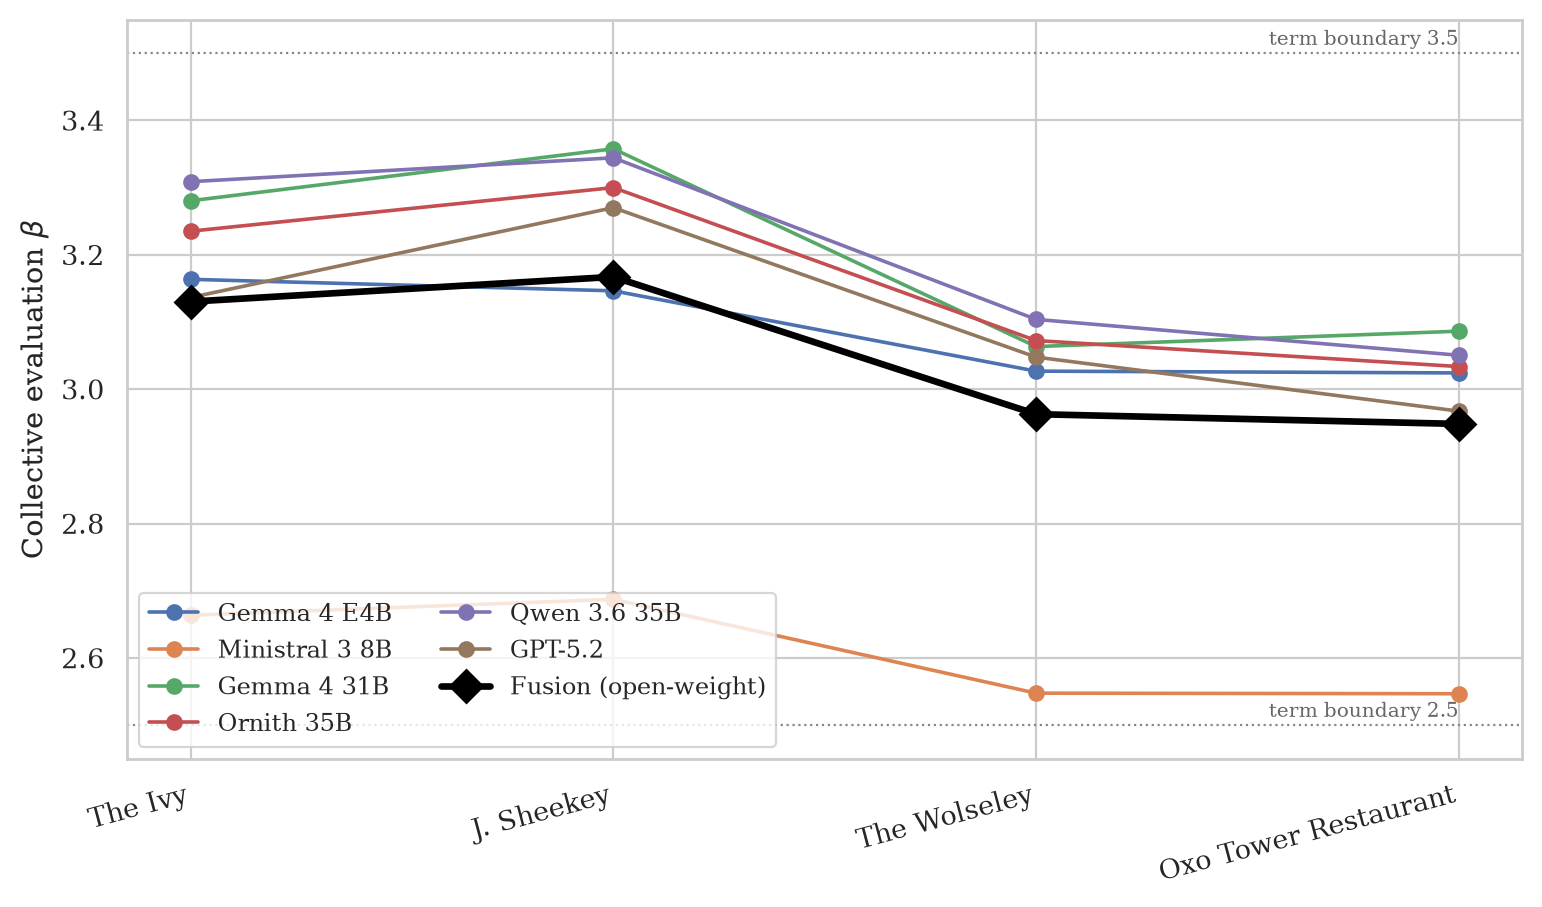 term boundary 3.5
3.4
3.2
3.0
2.8
2.6
Collective evaluation β
Gemma 4 E4B
Ministral 3 8B
Gemma 4 31B
Ornith 35B
Qwen 3.6 35B
GPT-5.2
Fusion (open-weight)
term boundary 2.5
The Ivy
J. Sheekey
The Wolseley
Oxo Tower Restaurant